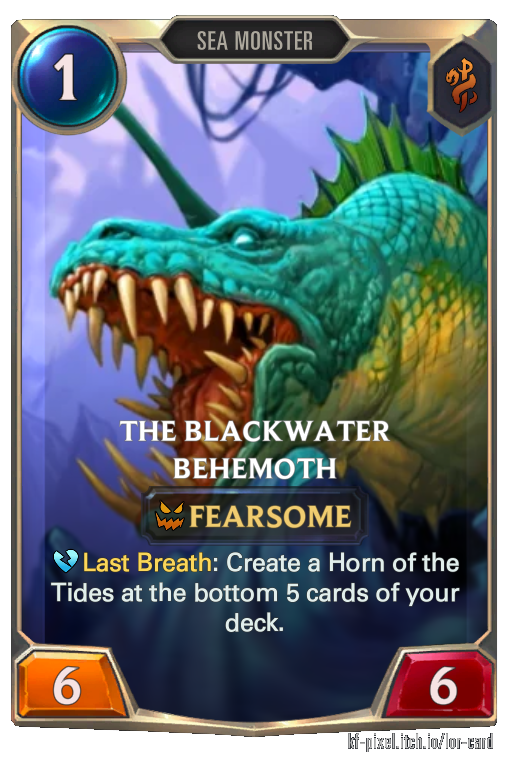 SEA MONSTER
1
THE BLACKWATER
BEHEMOTH
FEARSOME
Last Breath: Create a Horn of the
Tides at the bottom 5 cards of your
deck.
6
6
kf-pixel.itch.io/lor-card